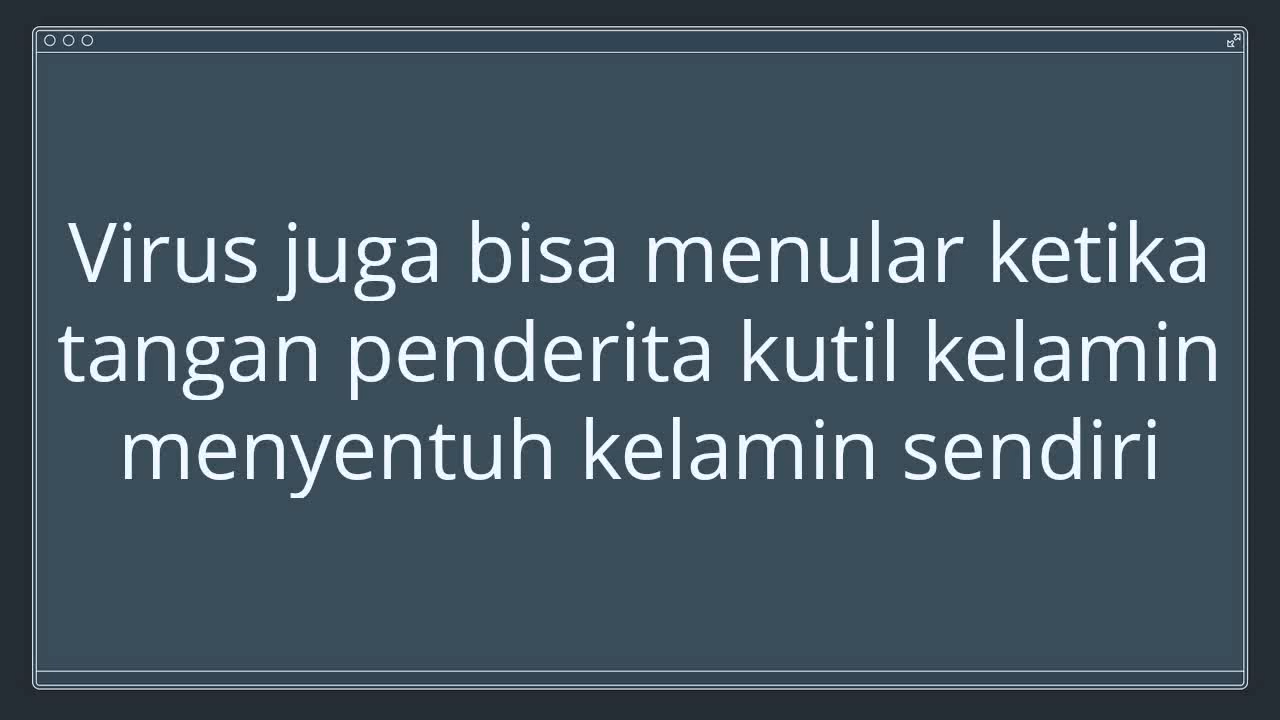 Virus juga bisa menular ketika
tangan penderita kutil kelamin
menyentuh kelamin sendiri